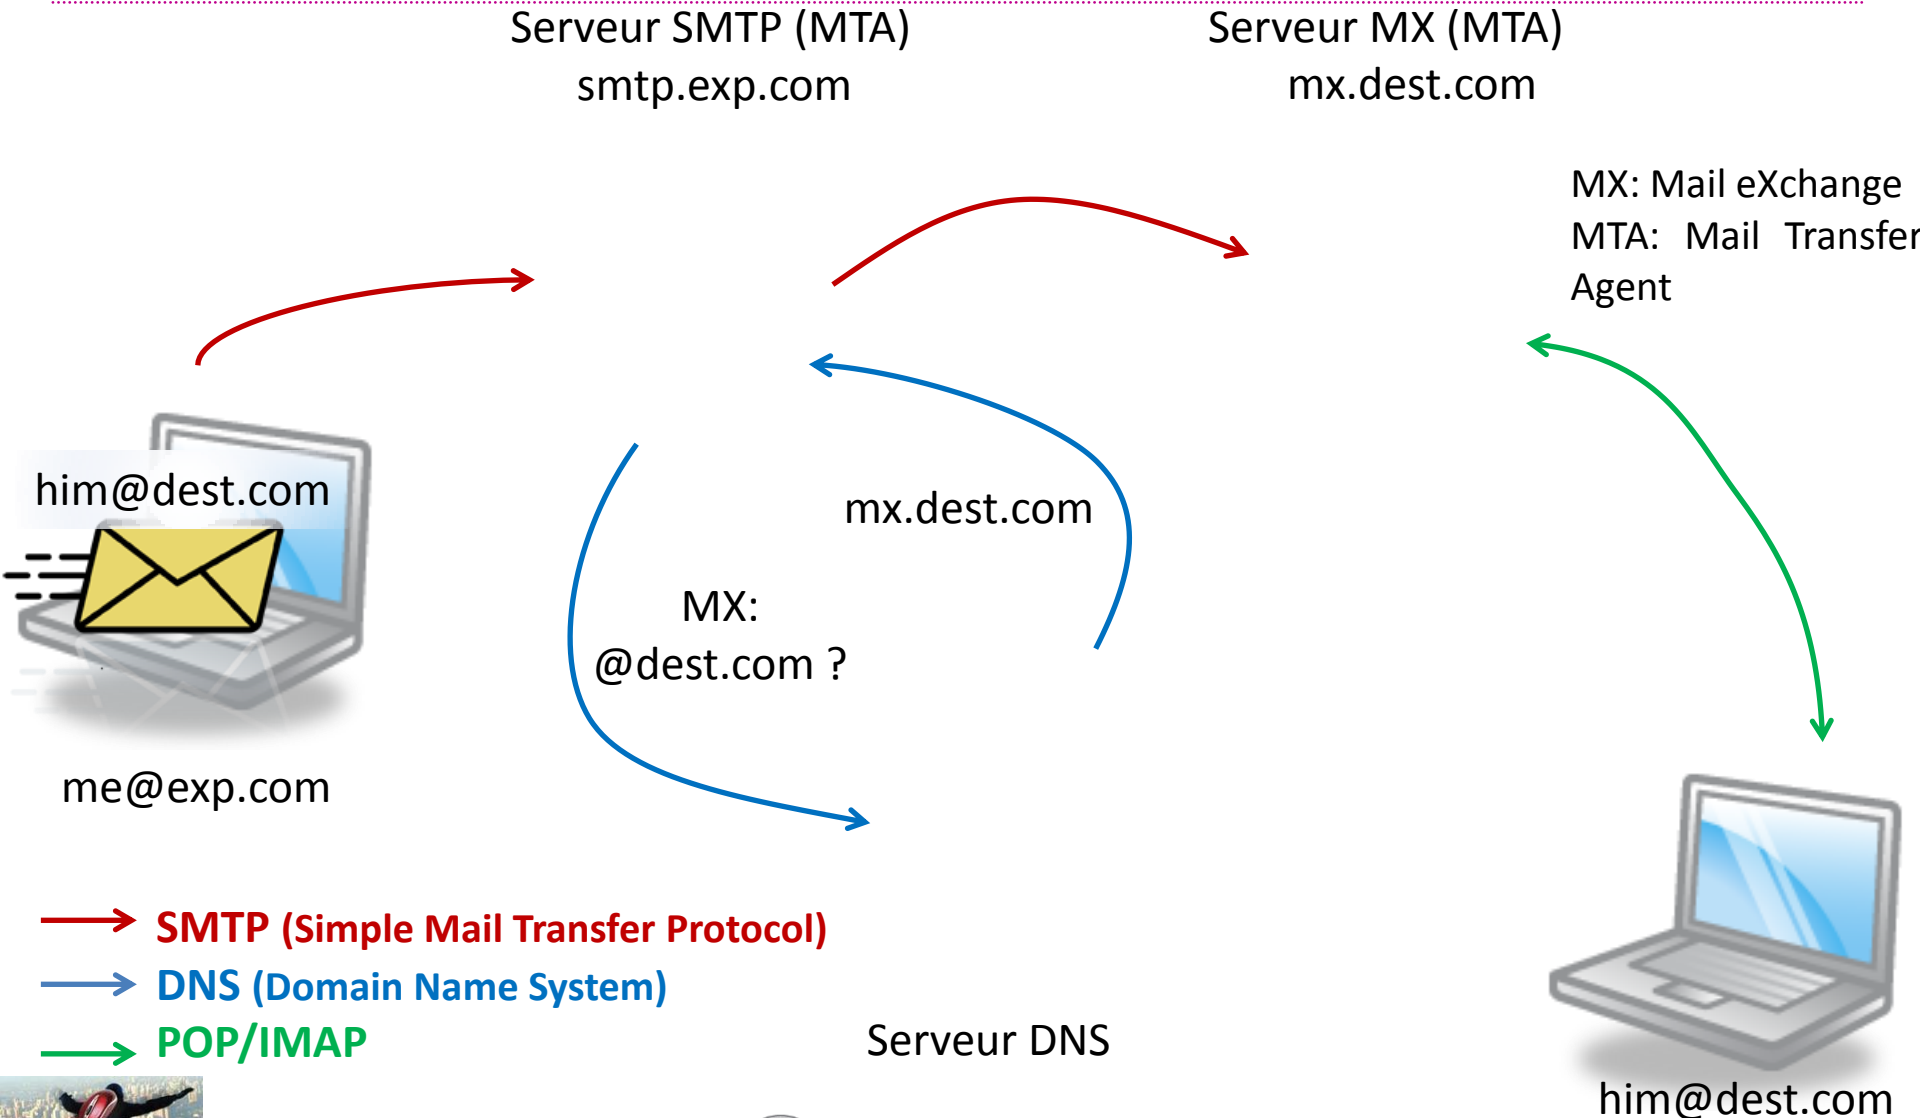 Serveur SMTP (MTA)
smtp.exp.com
Serveur MX (MTA)
mx.dest.com
MX: Mail eXchange
MTA: Mail Transfer
Agent
him@dest.com
mx.dest.com
MX:
@dest.com ?
me@exp.com
SMTP (Simple Mail Transfer Protocol)
DNS (Domain Name System)
POP/IMAP
Serveur DNS
him@dest.com